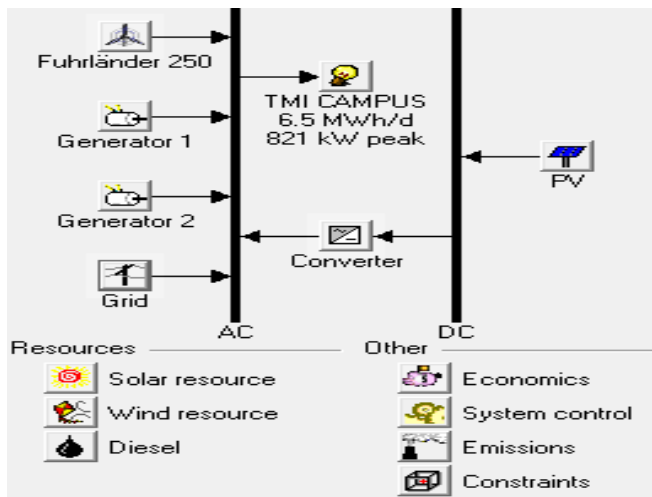 Fuhrländer 250
TMI CAMPUS
6.5 MWh/d
821 kW peak
Generator 1
PV
Generator 2
Converter
Grid
AC
DC
Resources
Other
Solar resource
Economics
Wind resource
System control
Diesel
Emissions
Constraints